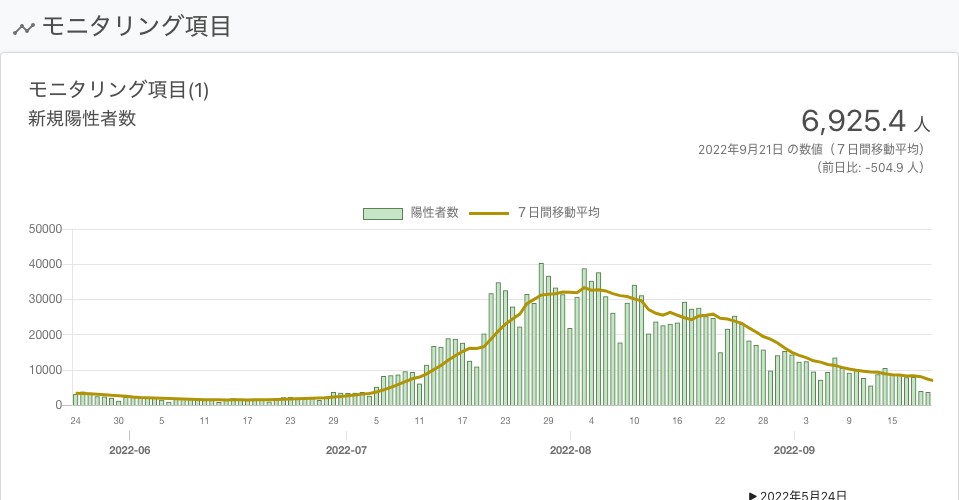 モニタリング項目
モニタリング項目(1)
新規陽性者数
6,925.4 人
2022年9月21日 の数値（７日間移動平均）
（前日比: -504.9 人）
陽性者数 ７日間移動平均
50000
40000
30000
20000
10000
0
24 30 5 11 17 23 29 5 11 17 23 29 4 10 16 22 28 3 9 15
2022-06 2022-07 2022-08 2022-09
▶ 2022年5月24日